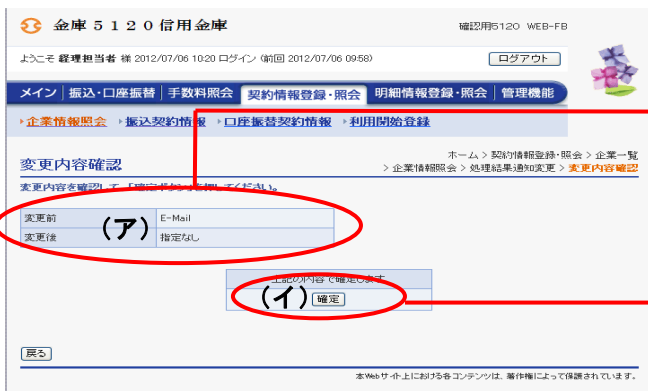 金庫5120信用金庫
確認用5120 WEB-FB
ようこそ 経理担当者 様 2012/07/06 1020 ログイン (前回 2012/07/06 0958)
ログアウト
メイン 振込・口座振替 手数料照会 契約情報登録・照会 明細情報登録・照会 管理機能
企業情報照会 振込契約情報 口座振替契約情報 利用開始登録
変更内容確認
ホーム > 契約情報登録・照会 > 企業一覧
> 企業情報照会 > 処理結果通知変更 > 変更内容確認
変更内容を確認して、「確定」ボタンを押してください。
変更前 E-Mail
変更後 指定なし
(ア)
上記の内容で確定します
(イ) 確定
戻る
本Webサイト上における各コンテンツは、著作権によって保護されています。